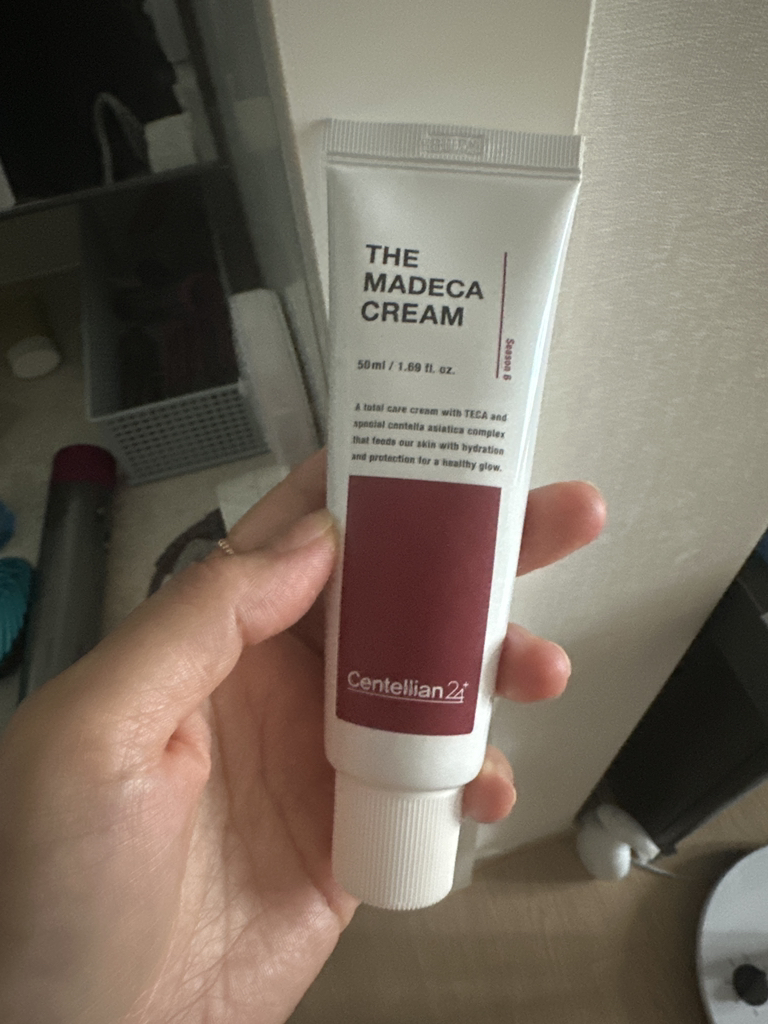 THE
MADECA
CREAM
Season 6
50ml / 1.69 fl. oz.
A total care cream with TECA and
special centella asiatica complex
that feeds our skin with hydration
and protection for a healthy glow.
Centellian24+